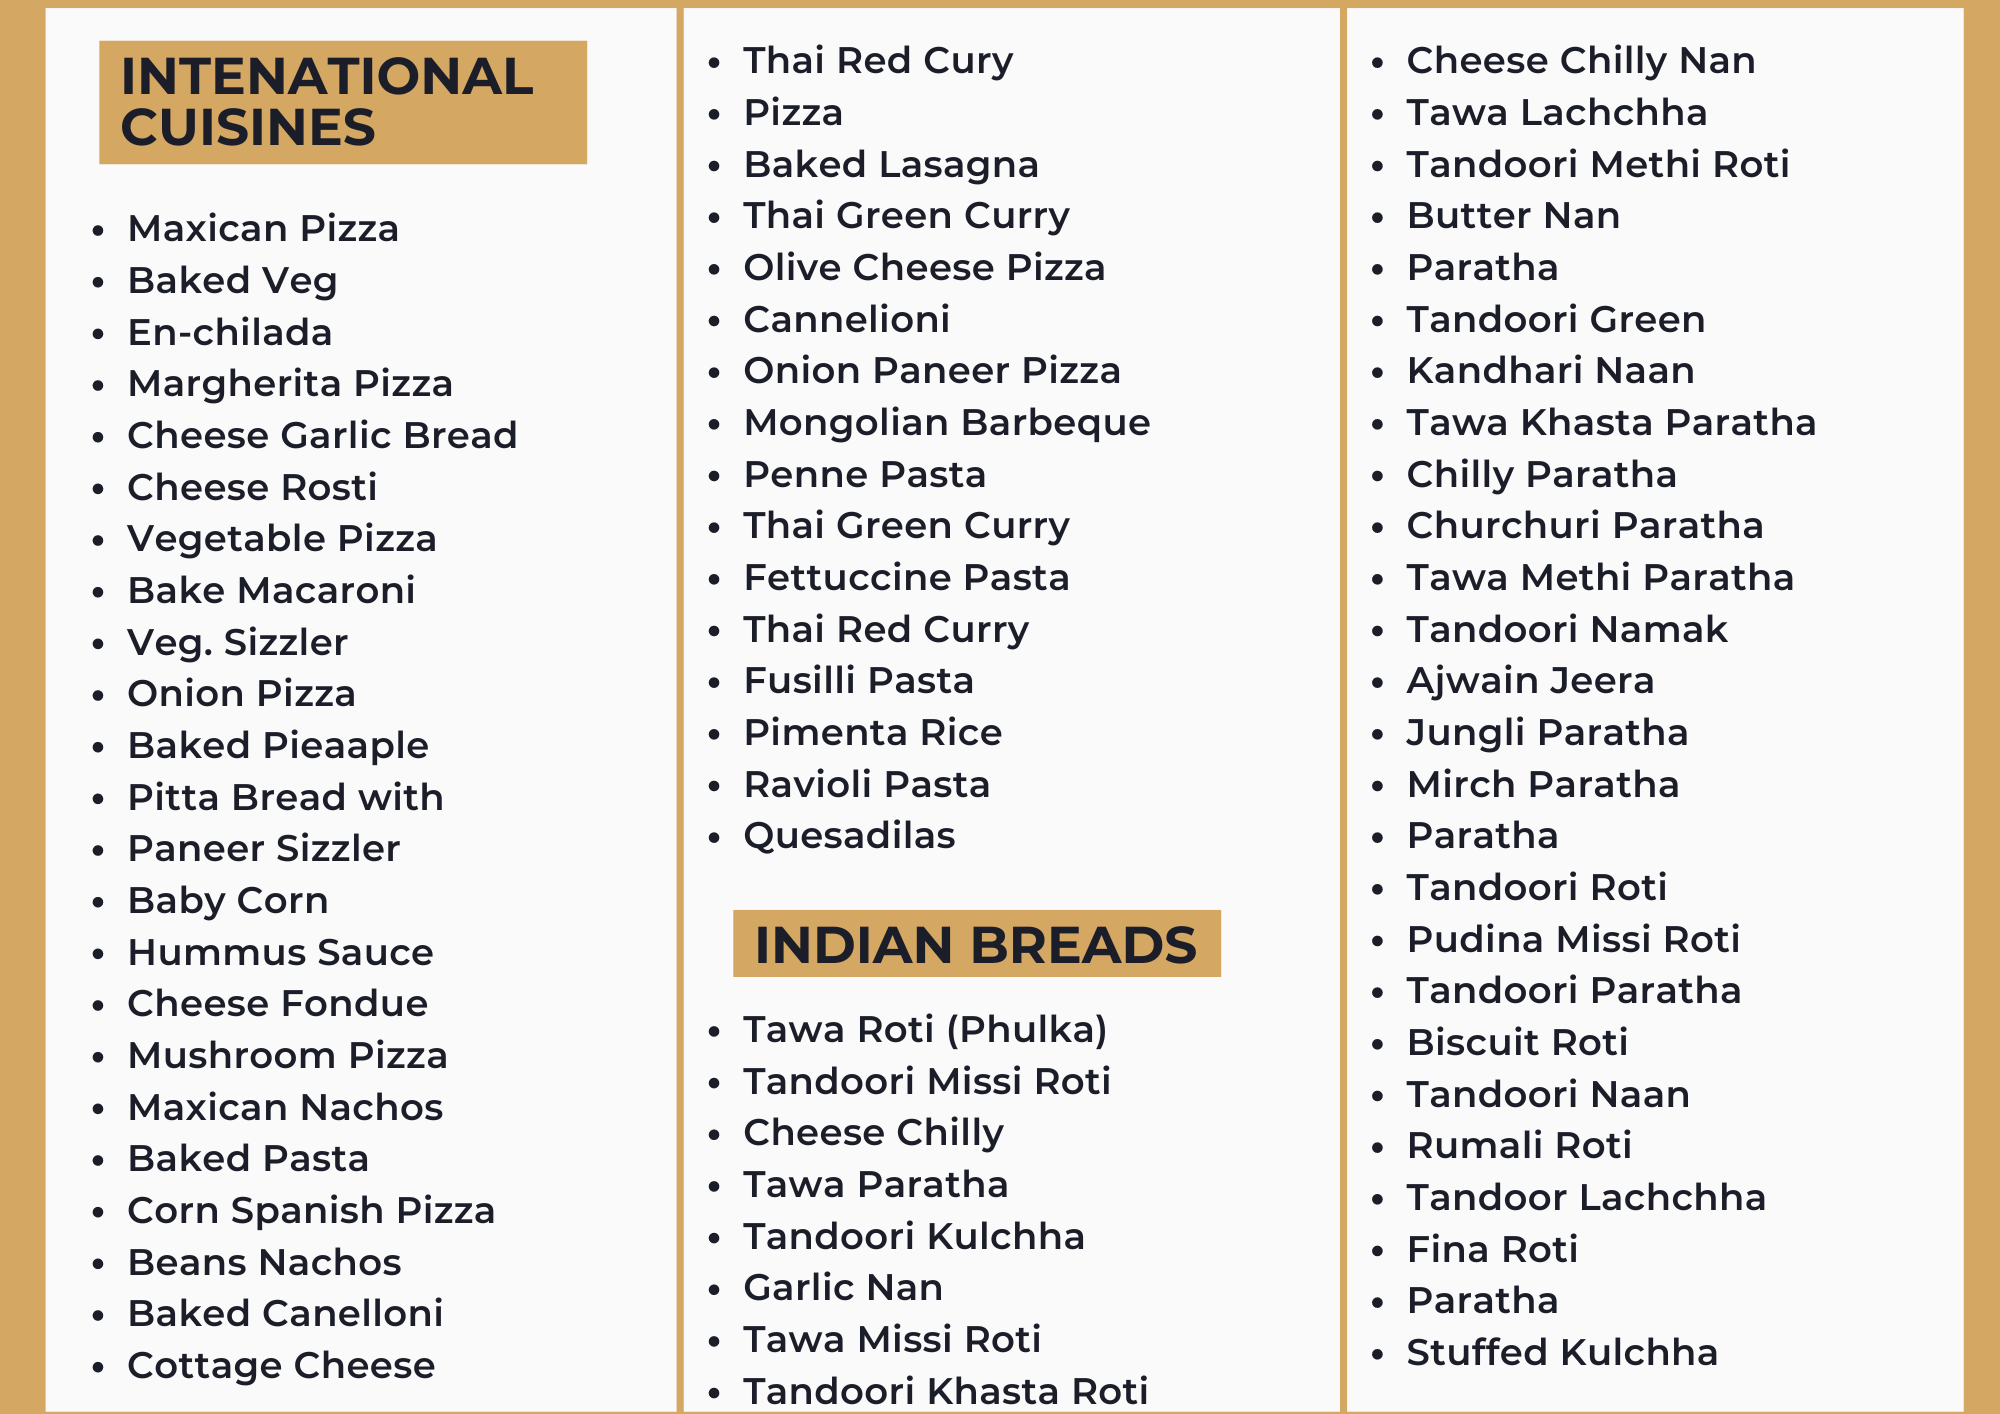 INTENATIONAL
CUISINES
Maxican Pizza
Baked Veg
En-chilada
Margherita Pizza
Cheese Garlic Bread
Cheese Rosti
Vegetable Pizza
Bake Macaroni
Veg. Sizzler
Onion Pizza
Baked Pieaaple
Pitta Bread with
Paneer Sizzler
Baby Corn
Hummus Sauce
Cheese Fondue
Mushroom Pizza
Maxican Nachos
Baked Pasta
Corn Spanish Pizza
Beans Nachos
Baked Canelloni
Cottage Cheese
Thai Red Cury
Pizza
Baked Lasagna
Thai Green Curry
Olive Cheese Pizza
Cannelioni
Onion Paneer Pizza
Mongolian Barbeque
Penne Pasta
Thai Green Curry
Fettuccine Pasta
Thai Red Curry
Fusilli Pasta
Pimenta Rice
Ravioli Pasta
Quesadilas
INDIAN BREADS
Tawa Roti (Phulka)
Tandoori Missi Roti
Cheese Chilly
Tawa Paratha
Tandoori Kulchha
Garlic Nan
Tawa Missi Roti
Tandoori Khasta Roti
Cheese Chilly Nan
Tawa Lachchha
Tandoori Methi Roti
Butter Nan
Paratha
Tandoori Green
Kandhari Naan
Tawa Khasta Paratha
Chilly Paratha
Churchuri Paratha
Tawa Methi Paratha
Tandoori Namak
Ajwain Jeera
Jungli Paratha
Mirch Paratha
Paratha
Tandoori Roti
Pudina Missi Roti
Tandoori Paratha
Biscuit Roti
Tandoori Naan
Rumali Roti
Tandoor Lachchha
Fina Roti
Paratha
Stuffed Kulchha